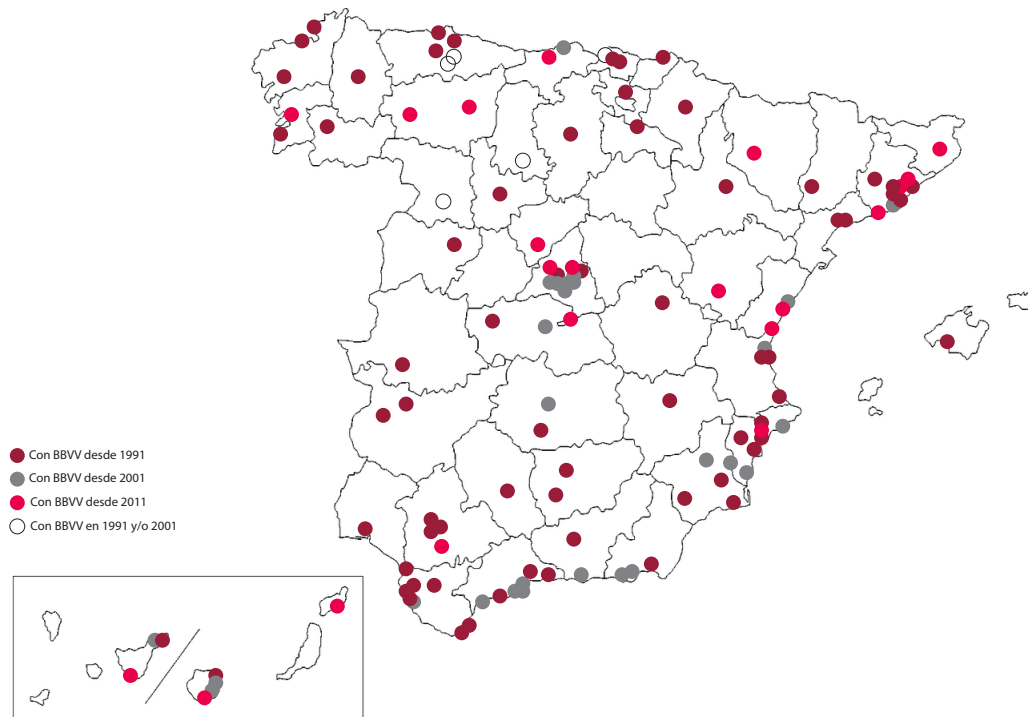 Con BBVV desde 1991
Con BBVV desde 2001
Con BBVV desde 2011
Con BBVV en 1991 y/o 2001